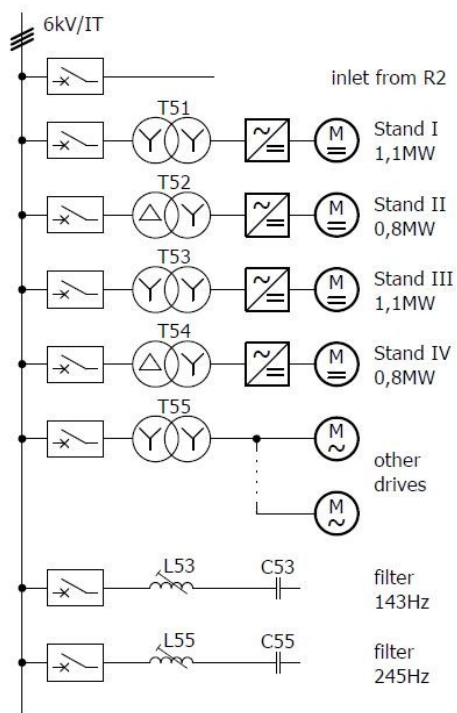 6kV/IT
inlet from R2
T51
M
Stand I
1,1MW
T52
M
Stand II
0,8MW
T53
M
Stand III
1,1MW
T54
M
Stand IV
0,8MW
T55
M
other
drives
M
L53
C53
filter
143Hz
L55
C55
filter
245Hz